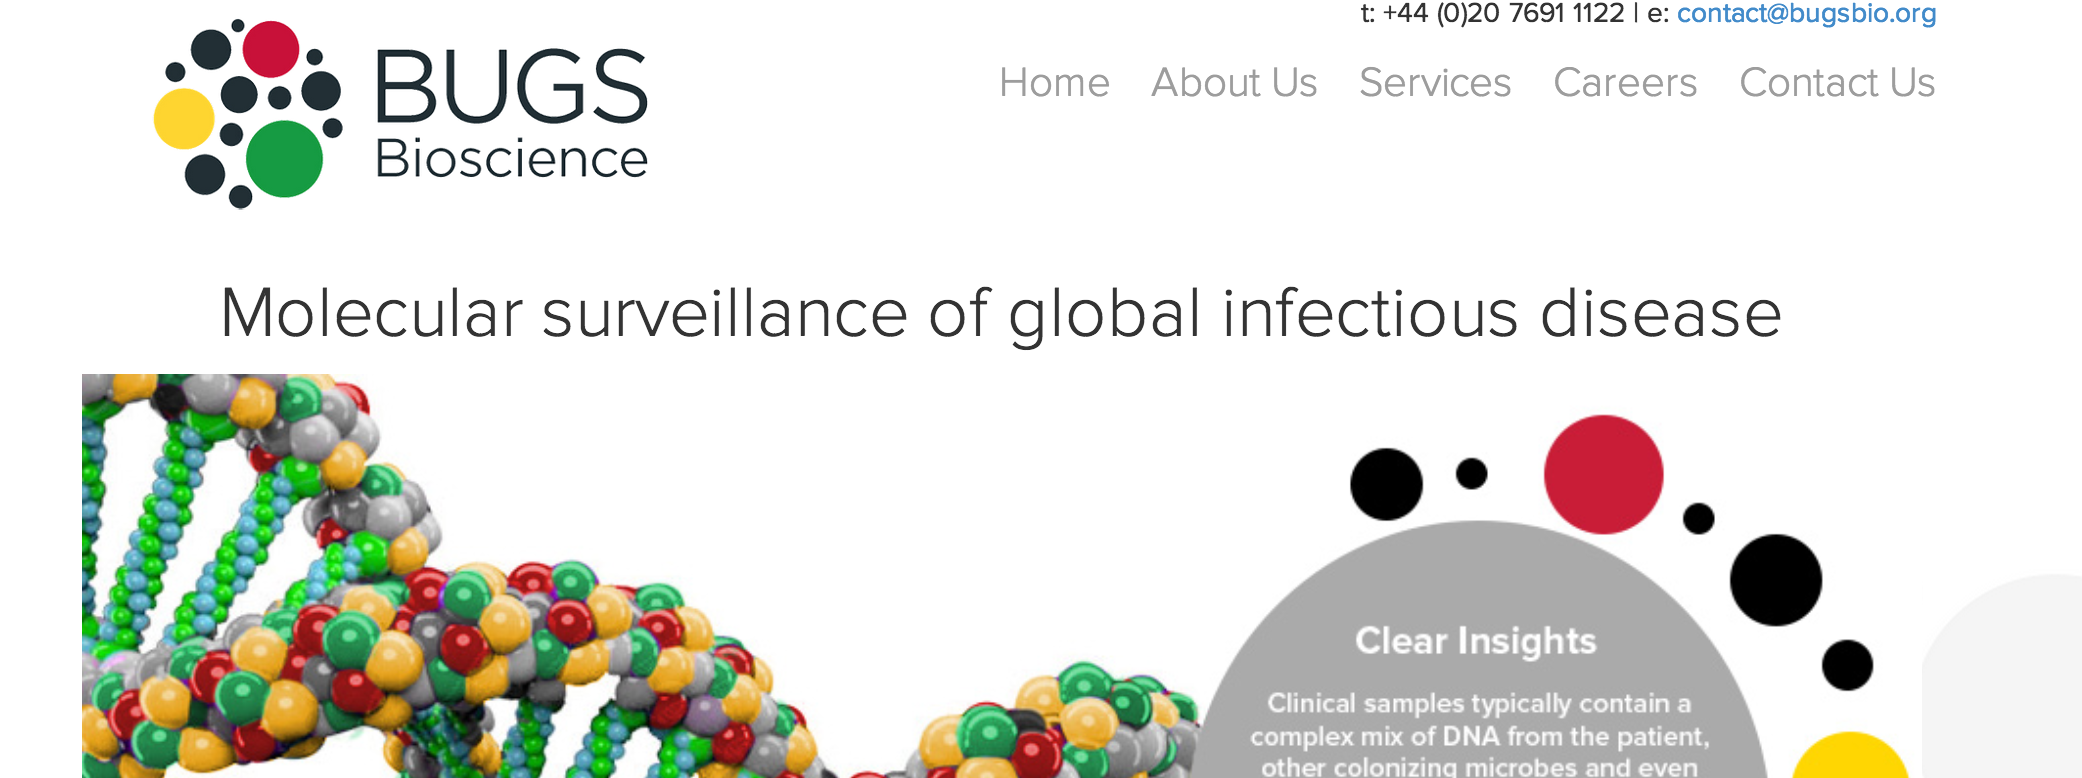 t: +44 (0)20 7691 1122 | e: contact@bugsbio.org
BUGS
Bioscience
Home About Us Services Careers Contact Us
Molecular surveillance of global infectious disease
Clear Insights
Clinical samples typically contain a
complex mix of DNA from the patient,
other colonizing microbes and even